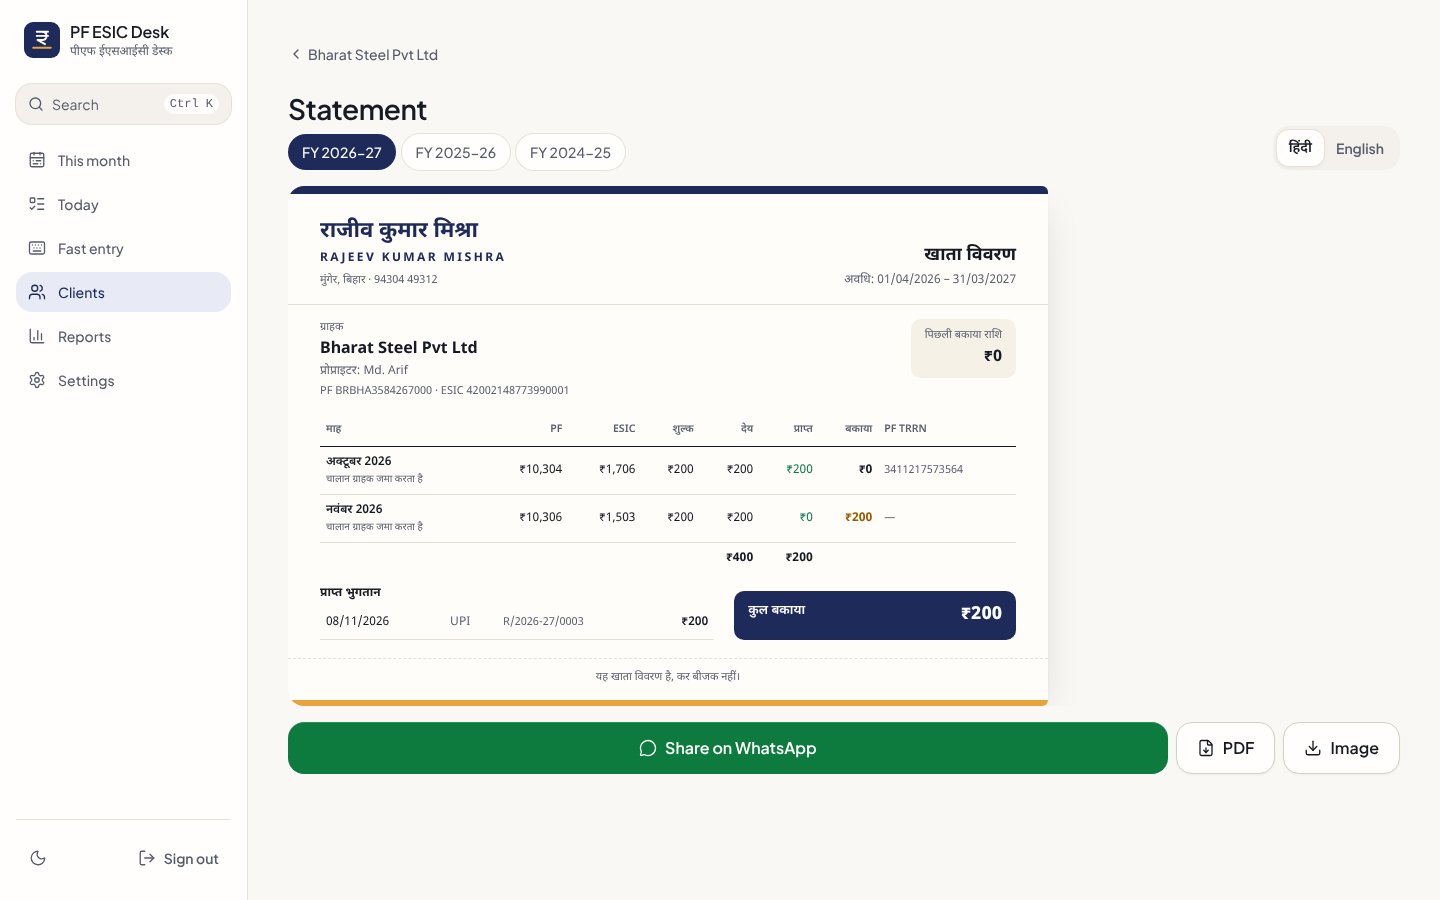 PF ESIC Desk
पीएफ ईएसआईसी डेस्क
Search Ctrl K
This month
Today
Fast entry
Clients
Reports
Settings
Sign out
Bharat Steel Pvt Ltd
Statement
FY 2026–27 FY 2025–26 FY 2024–25
हिंदी English
राजीव कुमार मिश्रा
RAJEEV KUMAR MISHRA
मुंगेर, बिहार · 94304 49312
खाता विवरण
अवधि: 01/04/2026 – 31/03/2027
ग्राहक
Bharat Steel Pvt Ltd
प्रोप्राइटर: Md. Arif
PF BRBHA3584267000 · ESIC 42002148773990001
पिछली बकाया राशि
₹0
माह PF ESIC शुल्क देय प्राप्त बकाया PF TRRN
अक्टूबर 2026 ₹10,304 ₹1,706 ₹200 ₹200 ₹200 ₹0 3411217573564
चालान ग्राहक जमा करता है
नवंबर 2026 ₹10,306 ₹1,503 ₹200 ₹200 ₹0 ₹200 —
चालान ग्राहक जमा करता है
₹400 ₹200
प्राप्त भुगतान
08/11/2026 UPI R/2026-27/0003 ₹200
कुल बकाया ₹200
यह खाता विवरण है, कर बीजक नहीं।
Share on WhatsApp PDF Image